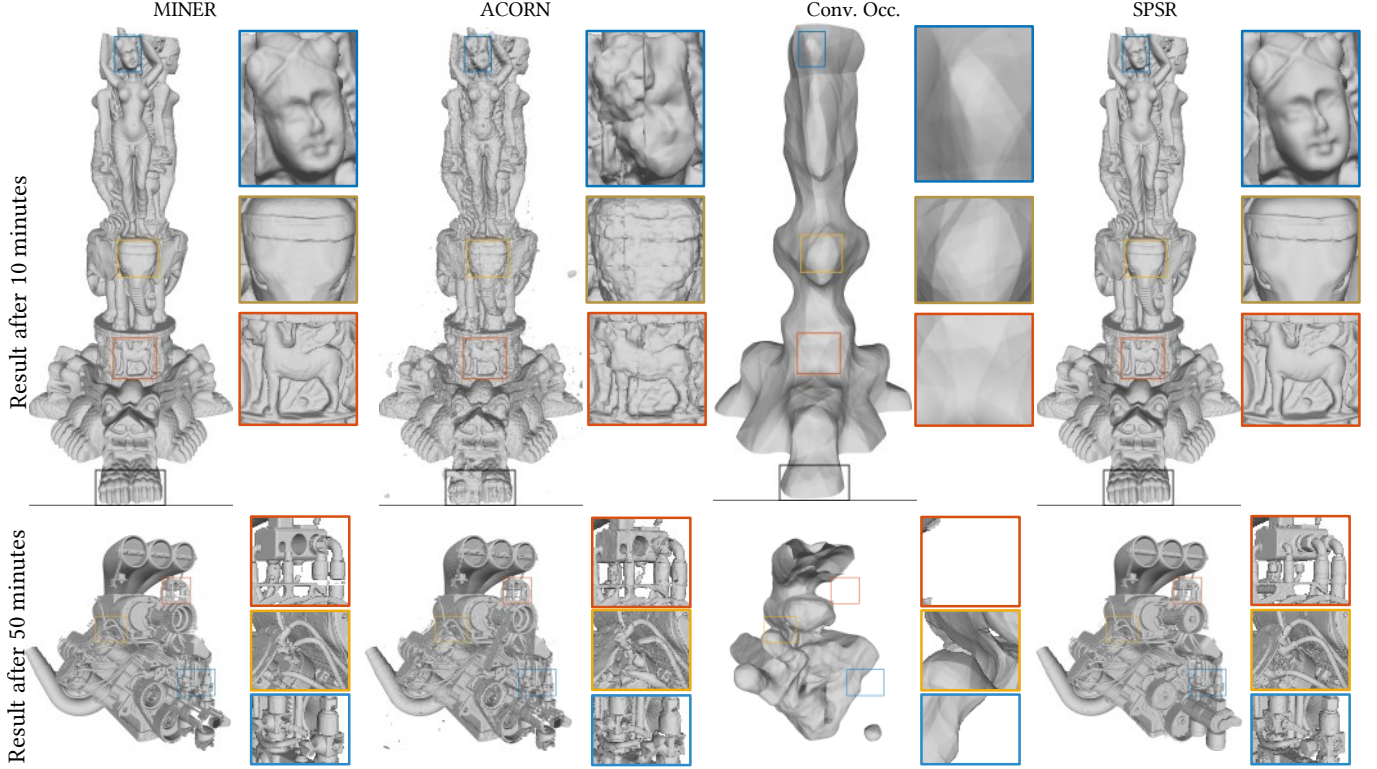 MINER
ACORN
Conv. Occ.
SPSR
Result after 10 minutes
Result after 50 minutes